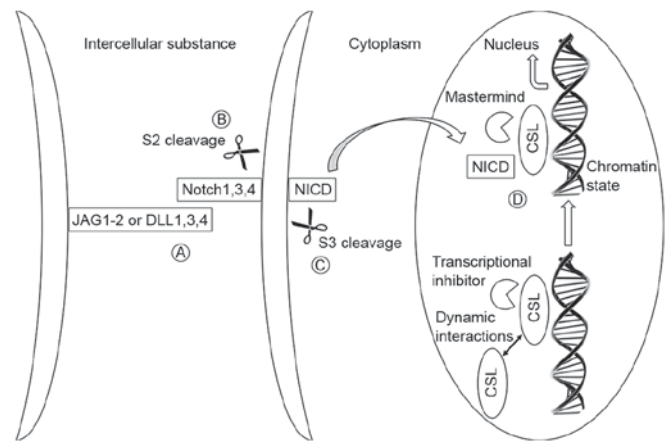 Intercellular substance
Cytoplasm
Nucleus
Ⓑ
S2 cleavage
Mastermind
CSL
NICD
Chromatin
state
Ⓓ
Notch1,3,4
NICD
JAG1-2 or DLL1,3,4
Ⓐ
S3 cleavage
Ⓒ
Transcriptional
inhibitor
CSL
Dynamic
interactions
CSL